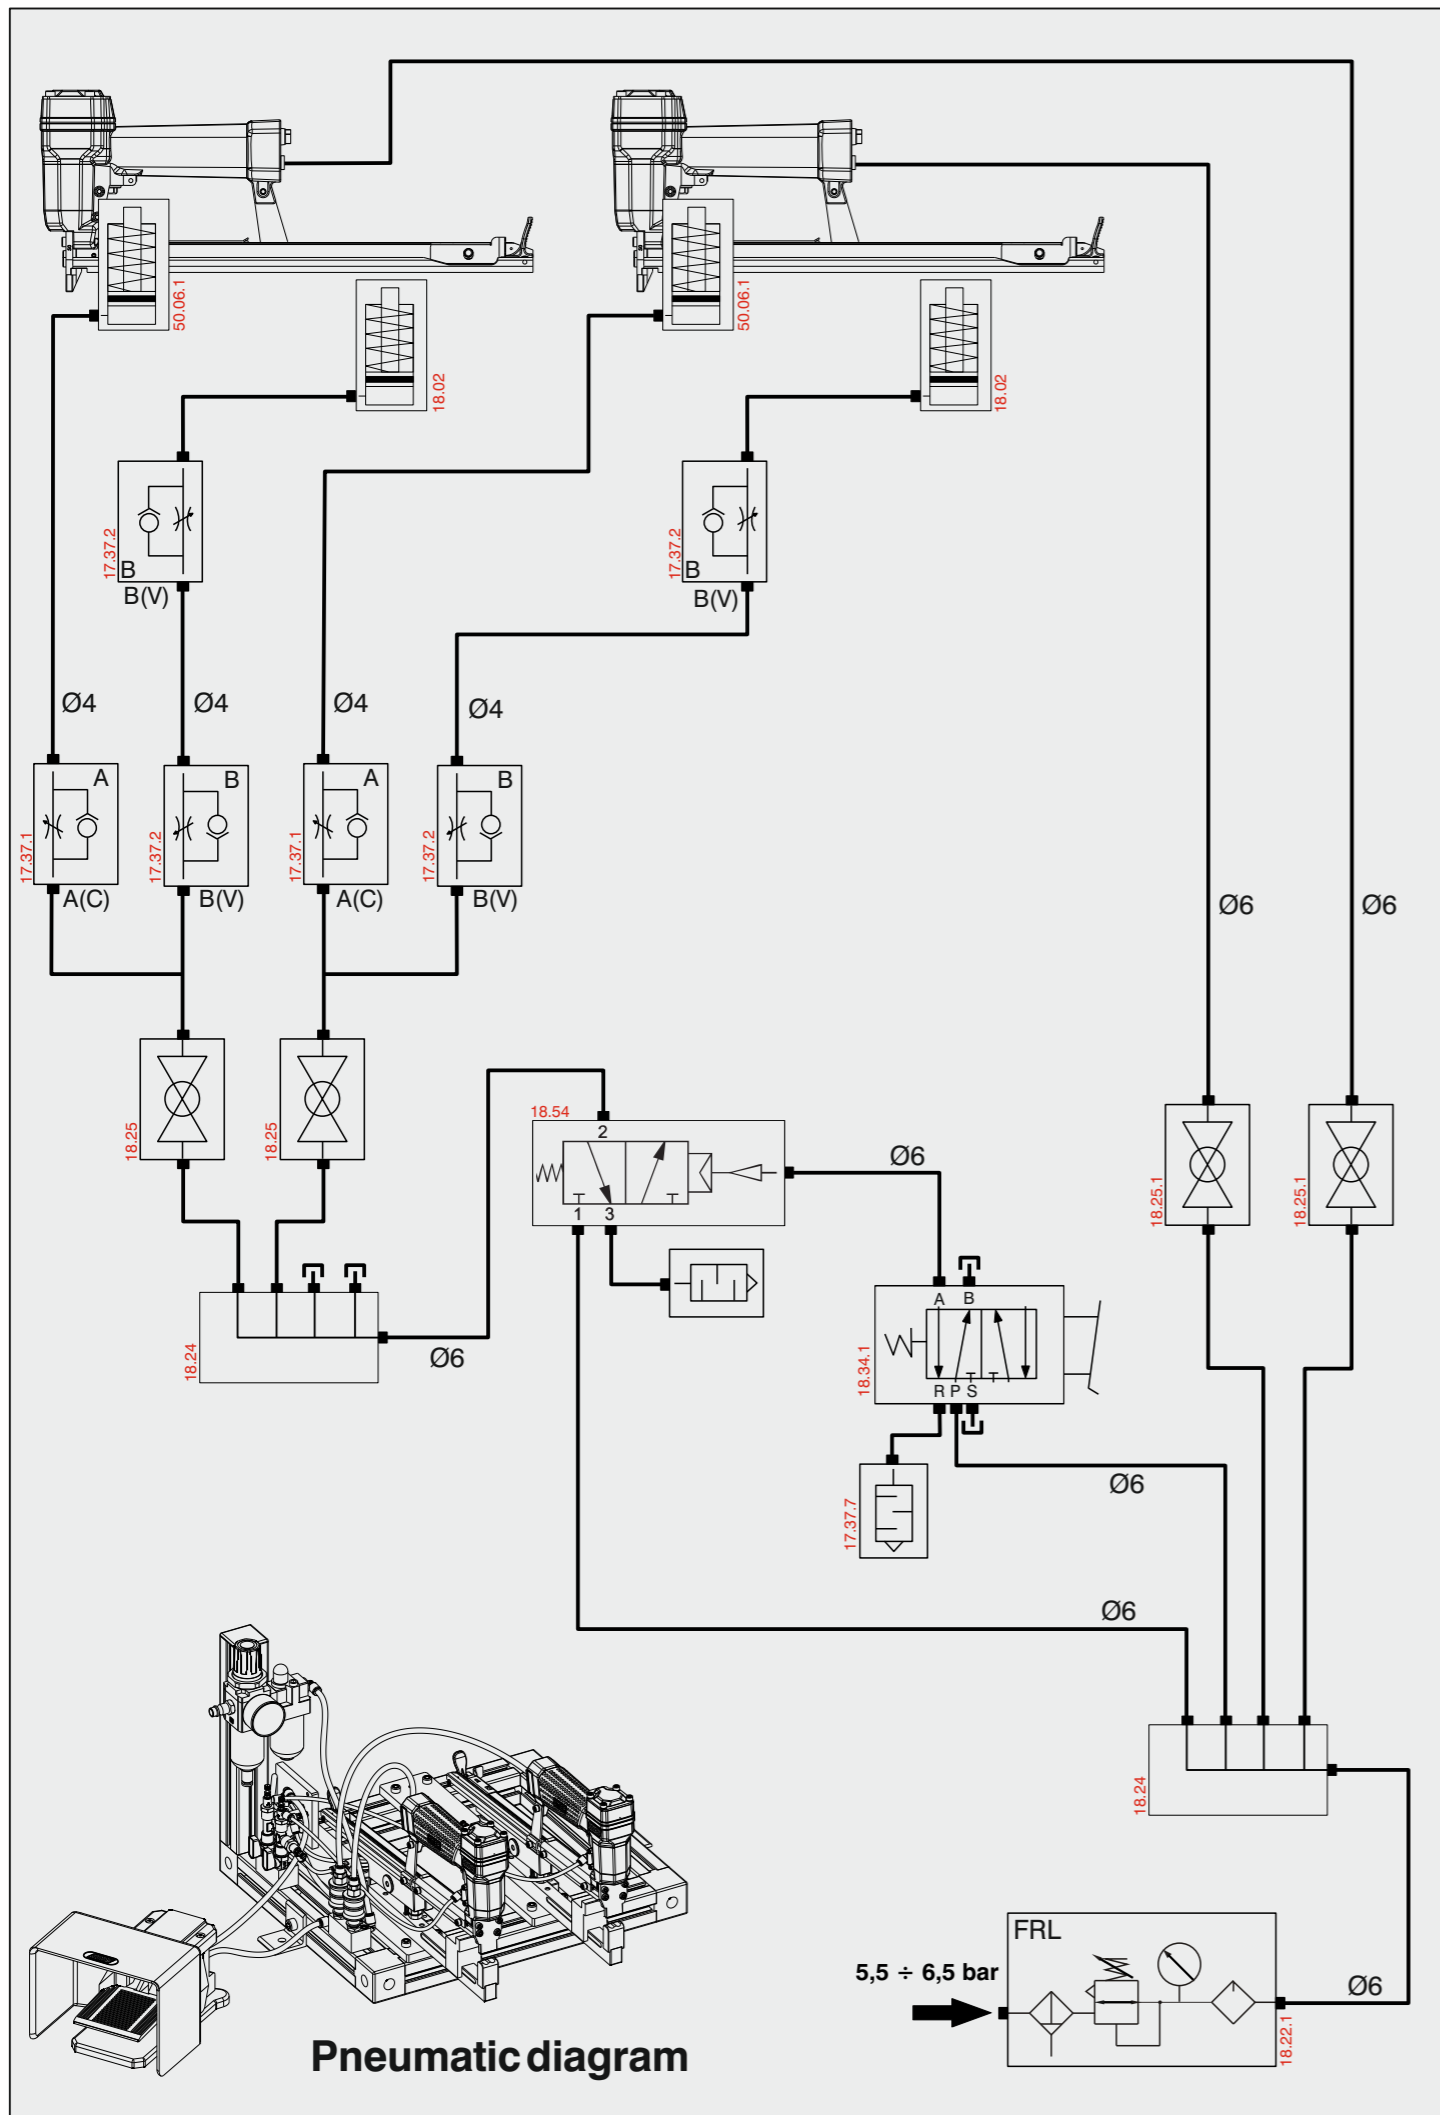 50.06.1
50.06.1
18.02
18.02
17.37.2
B
B(V)
17.37.2
B
B(V)
Ø4
Ø4
Ø4
Ø4
A
B
A
B
17.37.1
17.37.2
17.37.1
17.37.2
A(C)
B(V)
A(C)
B(V)
Ø6
Ø6
18.25
18.25
18.54
2
1
3
Ø6
18.25.1
18.25.1
18.24
Ø6
A B
18.34.1
R P S
17.37.7
Ø6
Ø6
18.24
FRL
5,5 ÷ 6,5 bar
Ø6
18.22.1
Pneumatic diagram